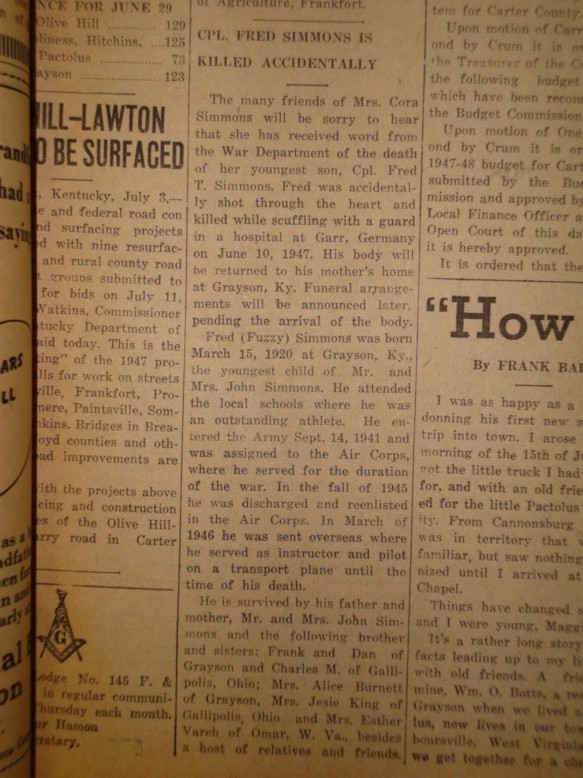 NCE FOR JUNE 29
Olive Hill ........ 129
liness, Hitchins, ...125
Pactolus ........ 73
ayson ........ 123
HILL-LAWTON
O BE SURFACED
, Kentucky, July 3,—
e and federal road con
nd surfacing projects
ed with nine resurfac-
and rural county road
t groups submitted to
for bids on July 11,
Watkins, Commissioner
tucky Department of
aid today. This is the
ting" of the 1947 pro-
lls for work on streets
ville, Frankfort, Pro-
mere, Paintsville, Som-
kins. Bridges in Brea-
oyd counties and oth-
ad improvements are
ith the projects above
cing and construction
es of the Olive Hill-
rry road in Carter
G
odge No. 145 F. &
in regular communi-
hursday each month.
ur Hamon
cretary.
of Agriculture, Frankfort.
CPL. FRED SIMMONS IS
KILLED ACCIDENTALLY
The many friends of Mrs. Cora
Simmons will be sorry to hear
that she has received word from
the War Department of the death
of her youngest son, Cpl. Fred
T. Simmons. Fred was accidental-
ly shot through the heart and
killed while scuffling with a guard
in a hospital at Garr, Germany
on June 10, 1947. His body will
be returned to his mother's home
at Grayson, Ky. Funeral arrange-
ments will be announced later,
pending the arrival of the body.
Fred (Fuzzy) Simmons was born
March 15, 1920 at Grayson, Ky.,
the youngest child of Mr. and
Mrs. John Simmons. He attended
the local schools where he was
an outstanding athlete. He en-
tered the Army Sept. 14, 1941 and
was assigned to the Air Corps,
where he served for the duration
of the war. In the fall of 1945
he was discharged and reenlisted
in the Air Corps. In March of
1946 he was sent overseas where
he served as instructor and pilot
on a transport plane until the
time of his death.
He is survived by his father and
mother, Mr. and Mrs. John Sim-
mons and the following brother
and sisters: Frank and Dan of
Grayson and Charles M. of Galli-
polis, Ohio; Mrs. Alice Burnett
of Grayson, Mrs. Jesie King of
Gallipolis, Ohio and Mrs. Esther
Varch of Omar, W. Va., besides
a host of relatives and friends.
tem for Carter County.
Upon motion of Carr
ond by Crum it is or
the Treasurer of the Co
the following budget
which have been recom
the Budget Commission
Upon motion of One
ond by Crum it is or
1947-48 budget for Cart
submitted by the Bud
mission and approved by
Local Finance Officer a
Open Court of this da
it is hereby approved.
It is ordered that the
"How
By FRANK BAI
I was as happy as a
donning his first new s
trip into town. I arose
morning of the 15th of Ju
got the little truck I had
for, and with an old frie
ed for the little Pactolus
ity. From Cannonsburg
was in territory that w
familiar, but saw nothing
nized until I arrived at
Chapel.
Things have changed s
and I were young, Maggi
It's a rather long story
facts leading up to my li
with old friends. A frie
mine, Wm. O. Botts, a res
Grayson when we lived a
lus, now lives in our tow
boursville, West Virginia
we get together for a cha